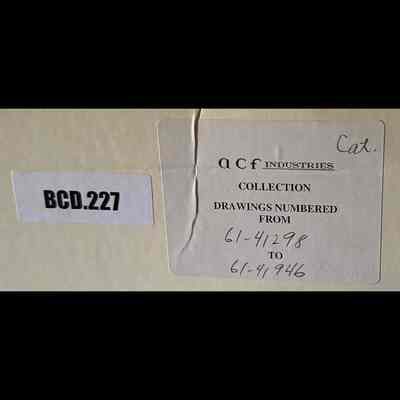 BCD.227
Cat.
acf INDUSTRIES
COLLECTION
DRAWINGS NUMBERED
FROM
61-41298
TO
61-41946